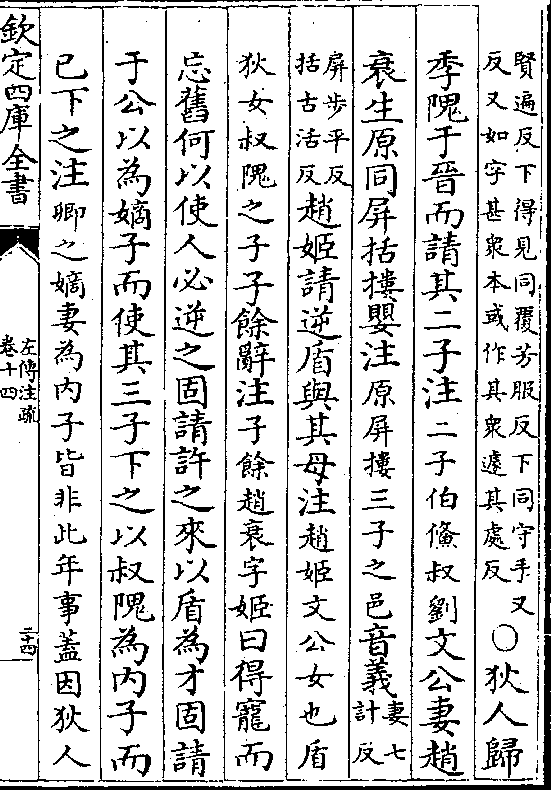 賢遍反下得見同覆芳服反下同守手又
反又如字甚衆本或作其衆遽其處反
○狄人歸
季隗于晉而請其二子注二子伯鯈叔劉文公妻趙
衰生原同屏括摟嬰注原屏摟三子之邑音義妻七
計反
屏步平反
括古活反
趙姬請逆盾與其母注趙姬文公女也盾
狄女叔隗之子子餘辭注子餘趙衰字姬曰得寵而
忘舊何以使人必逆之固請許之來以盾為才固請
于公以為嫡子而使其三子下之以叔隗為内子而
已下之注卿之嫡妻為内子皆非此年事蓋因狄人
欽定四庫全書
左傳注疏
卷十四
二十四